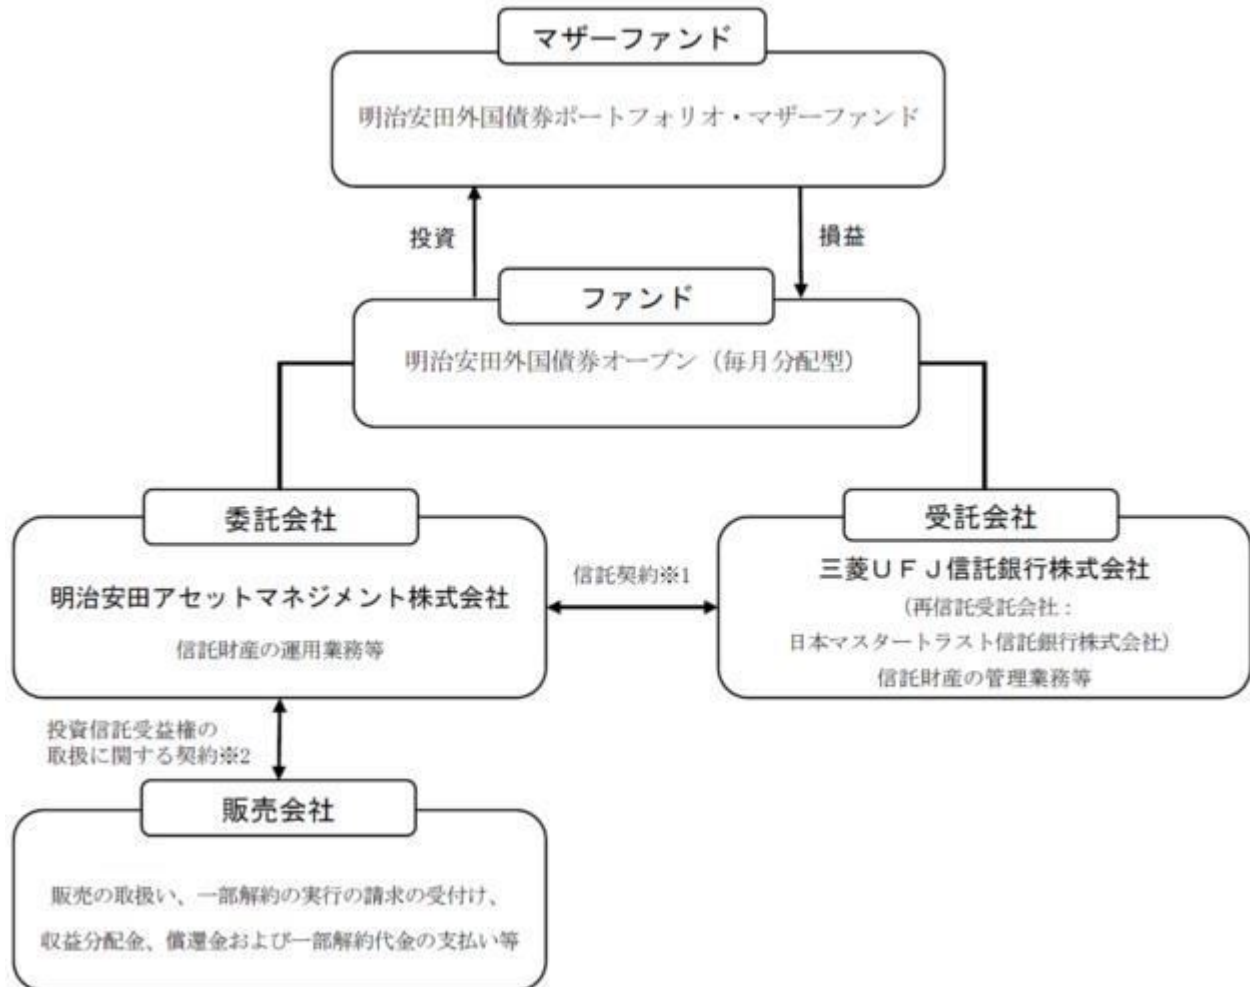 マザーファンド
明治安田外国債券ポートフォリオ・マザーファンド
投資
損益
ファンド
明治安田外国債券オープン（毎月分配型）
委託会社
明治安田アセットマネジメント株式会社
信託財産の運用業務等
信託契約※1
受託会社
三菱ＵＦＪ信託銀行株式会社
（再信託受託会社：
日本マスタートラスト信託銀行株式会社）
信託財産の管理業務等
投資信託受益権の
取扱に関する契約※2
販売会社
販売の取扱い、一部解約の実行の請求の受付け、
収益分配金、償還金および一部解約代金の支払い等